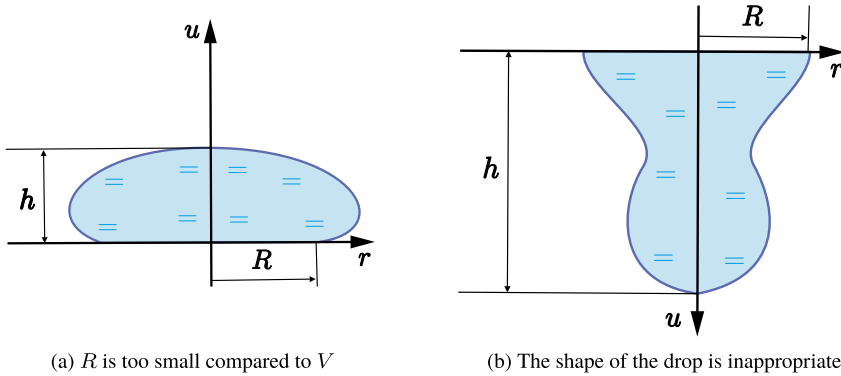 u
h
R
r
(a) R is too small compared to V
R
r
h
u
(b) The shape of the drop is inappropriate